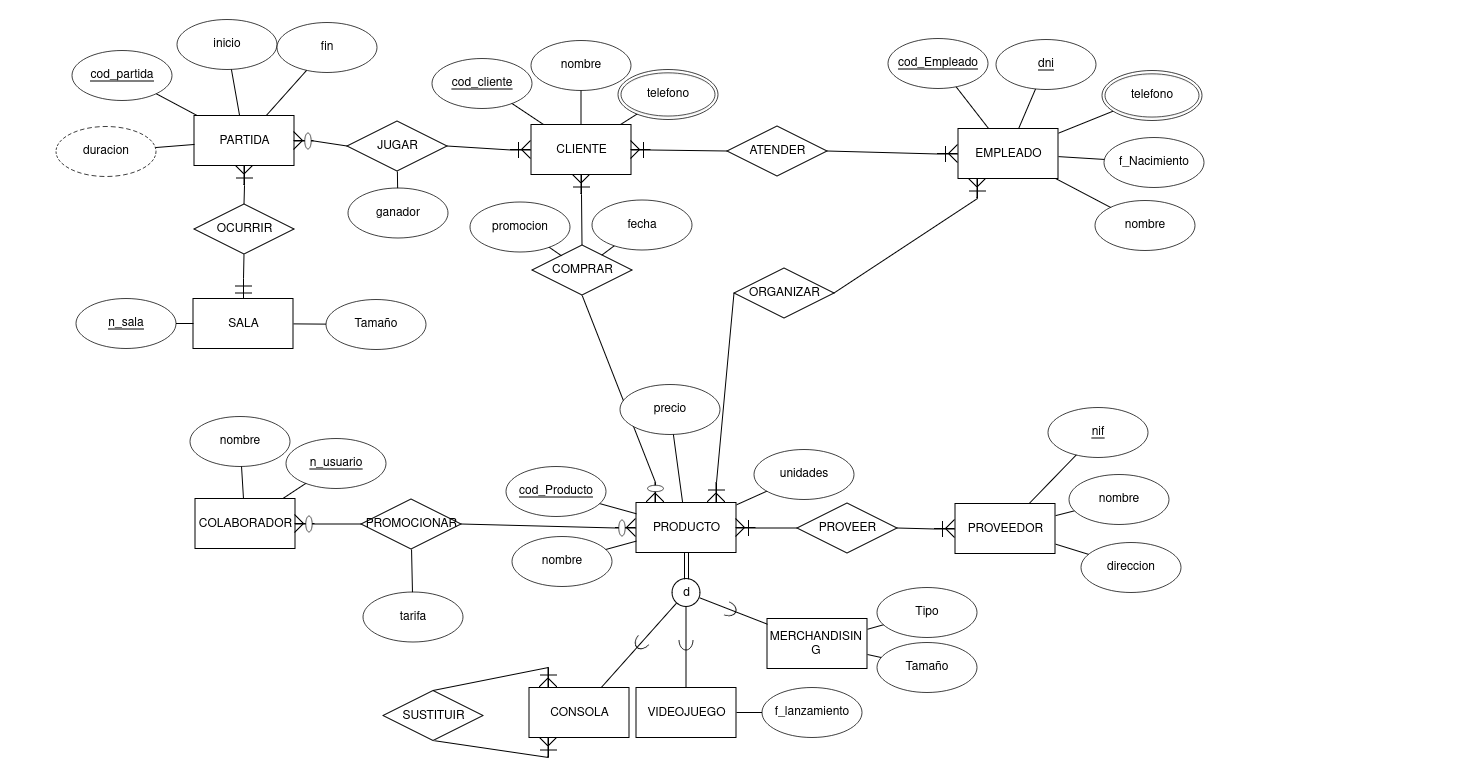 inicio
fin
cod_partida
PARTIDA
duracion
JUGAR
ganador
OCURRIR
n_sala
SALA
Tamaño
nombre
cod_cliente
telefono
CLIENTE
ATENDER
cod_Empleado
dni
telefono
EMPLEADO
f_Nacimiento
nombre
promocion
fecha
COMPRAR
ORGANIZAR
precio
nombre
n_usuario
COLABORADOR
PROMOCIONAR
tarifa
cod_Producto
unidades
PRODUCTO
nombre
PROVEER
nif
nombre
PROVEEDOR
direccion
d
MERCHANDISIN
G
Tipo
Tamaño
SUSTITUIR
CONSOLA
VIDEOJUEGO
f_lanzamiento